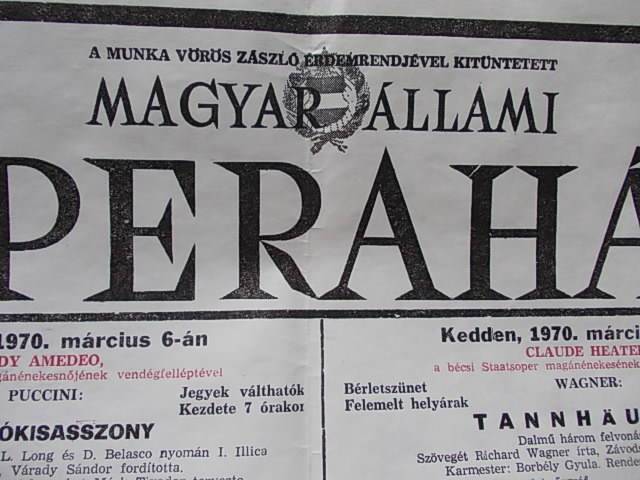 A MUNKA VÖRÖS ZÁSZLÓ ÉRDEMRENDJÉVEL KITÜNTETETT
MAGYAR ÁLLAMI
PERAHÁ
1970. március 6-án
DY AMEDEO,
gánénekesnőjének vendégfelléptével
PUCCINI:
Jegyek válthatók
Kezdete 7 órakor
ÓKISASSZONY
L. Long és D. Belasco nyomán I. Illica
Várady Sándor fordította.
Kedden, 1970. márci
CLAUDE HEATE
a bécsi Staatsoper magánénekesének
Bérletszünet
Felemelt helyárak
WAGNER:
TANNHÄU
Dalmű három felvoná
Szövegét Richard Wagner írta, Závods
Karmester: Borbély Gyula. Rende